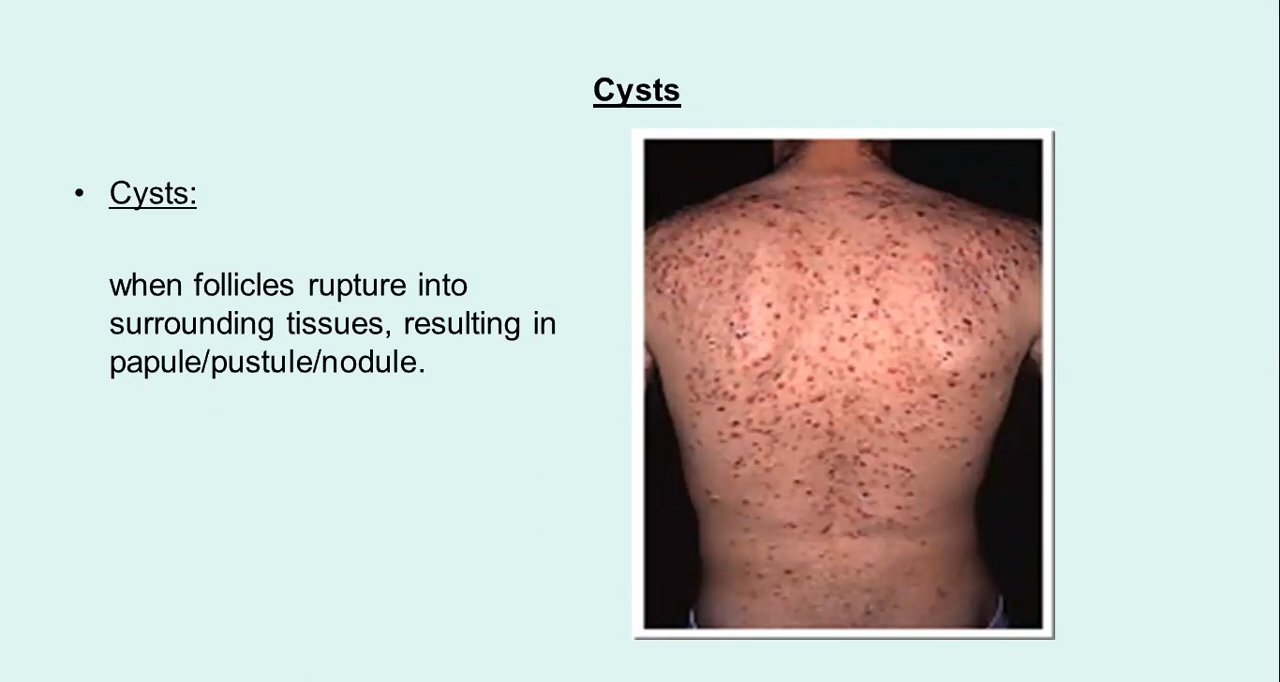 Cysts
• Cysts:
when follicles rupture into
surrounding tissues, resulting in
papule/pustule/nodule.